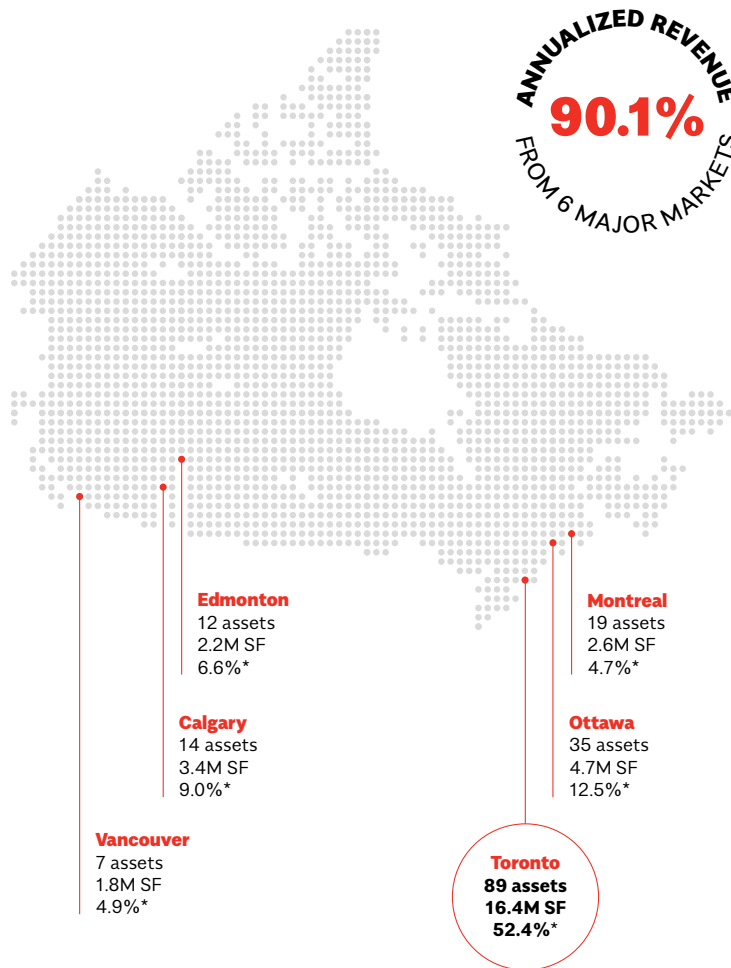 ANNUALIZED REVENUE
90.1%
FROM 6 MAJOR MARKETS
Edmonton
12 assets
2.2M SF
6.6%*
Montreal
19 assets
2.6M SF
4.7%*
Calgary
14 assets
3.4M SF
9.0%*
Ottawa
35 assets
4.7M SF
12.5%*
Vancouver
7 assets
1.8M SF
4.9%*
Toronto
89 assets
16.4M SF
52.4%*